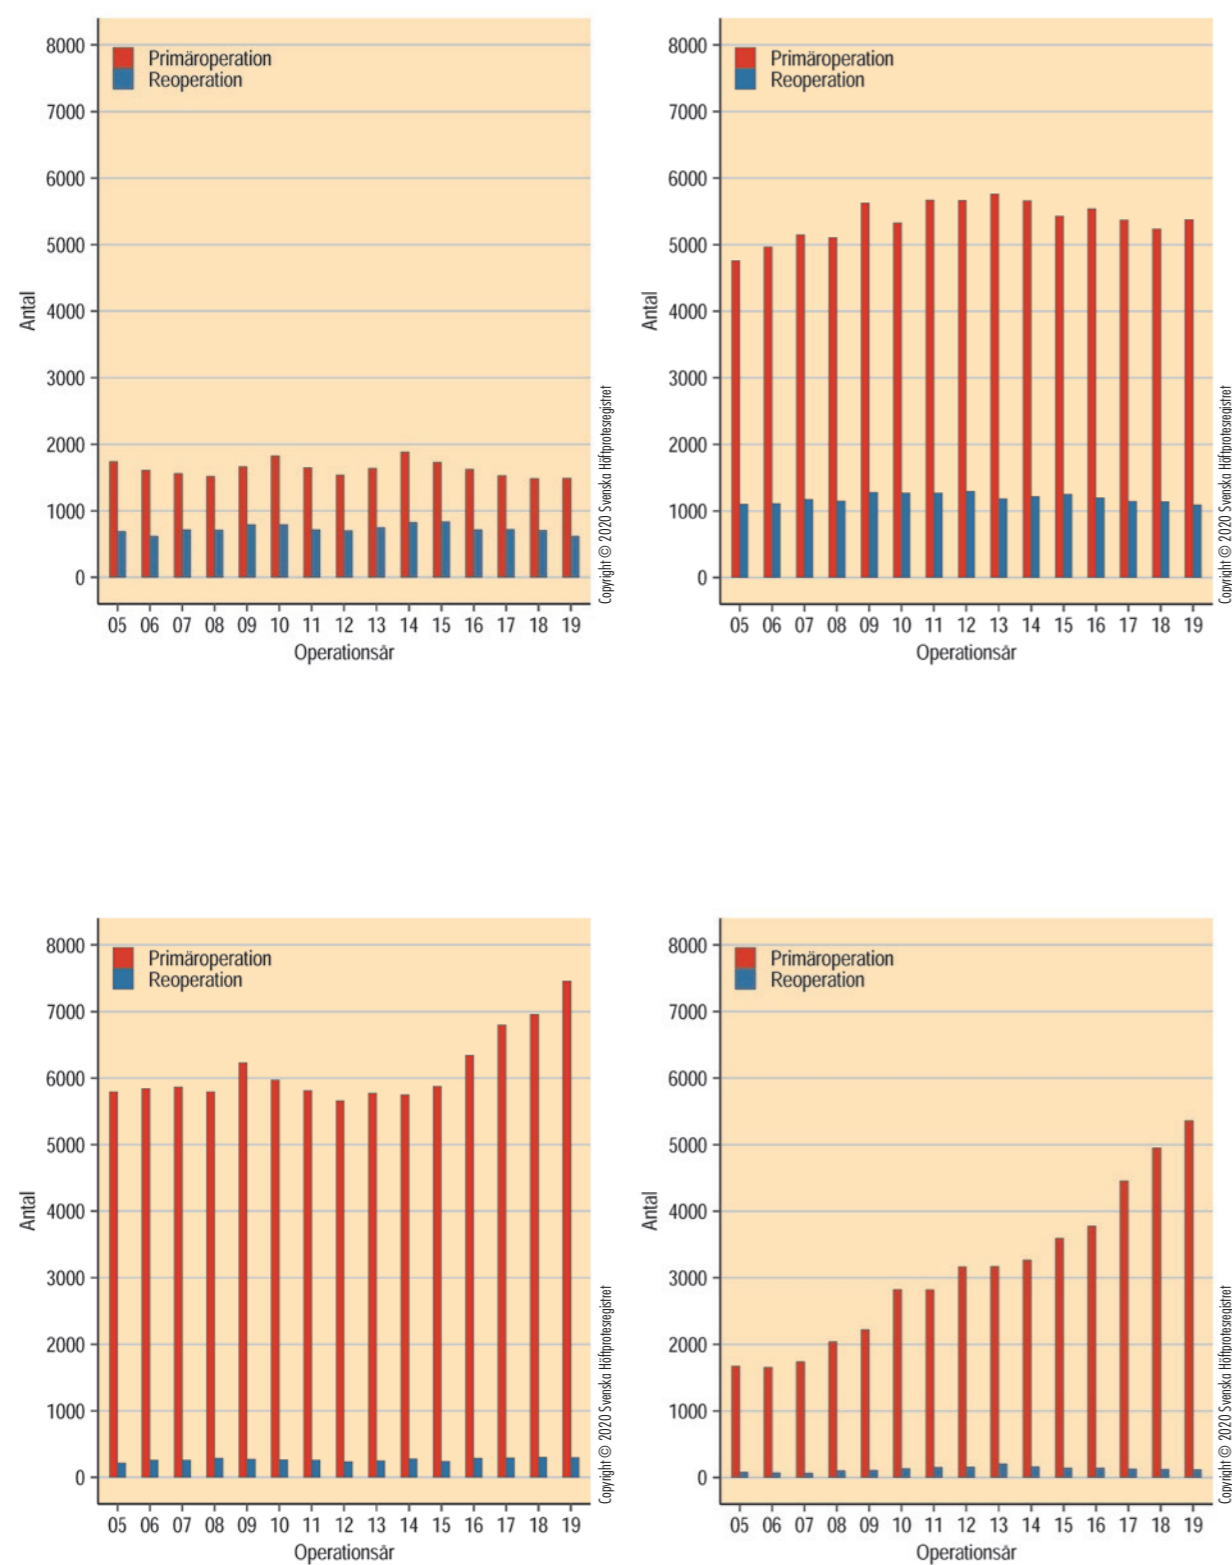 8000
7000
6000
5000
4000
3000
2000
1000
0
Antal
Primäroperation
Reoperation
05 06 07 08 09 10 11 12 13 14 15 16 17 18 19
Operationsår
Copyright © 2020 Svenska Höftprotesregistret
8000
7000
6000
5000
4000
3000
2000
1000
0
Antal
Primäroperation
Reoperation
05 06 07 08 09 10 11 12 13 14 15 16 17 18 19
Operationsår
Copyright © 2020 Svenska Höftprotesregistret
8000
7000
6000
5000
4000
3000
2000
1000
0
Antal
Primäroperation
Reoperation
05 06 07 08 09 10 11 12 13 14 15 16 17 18 19
Operationsår
Copyright © 2020 Svenska Höftprotesregistret
8000
7000
6000
5000
4000
3000
2000
1000
0
Antal
Primäroperation
Reoperation
05 06 07 08 09 10 11 12 13 14 15 16 17 18 19
Operationsår
Copyright © 2020 Svenska Höftprotesregistret